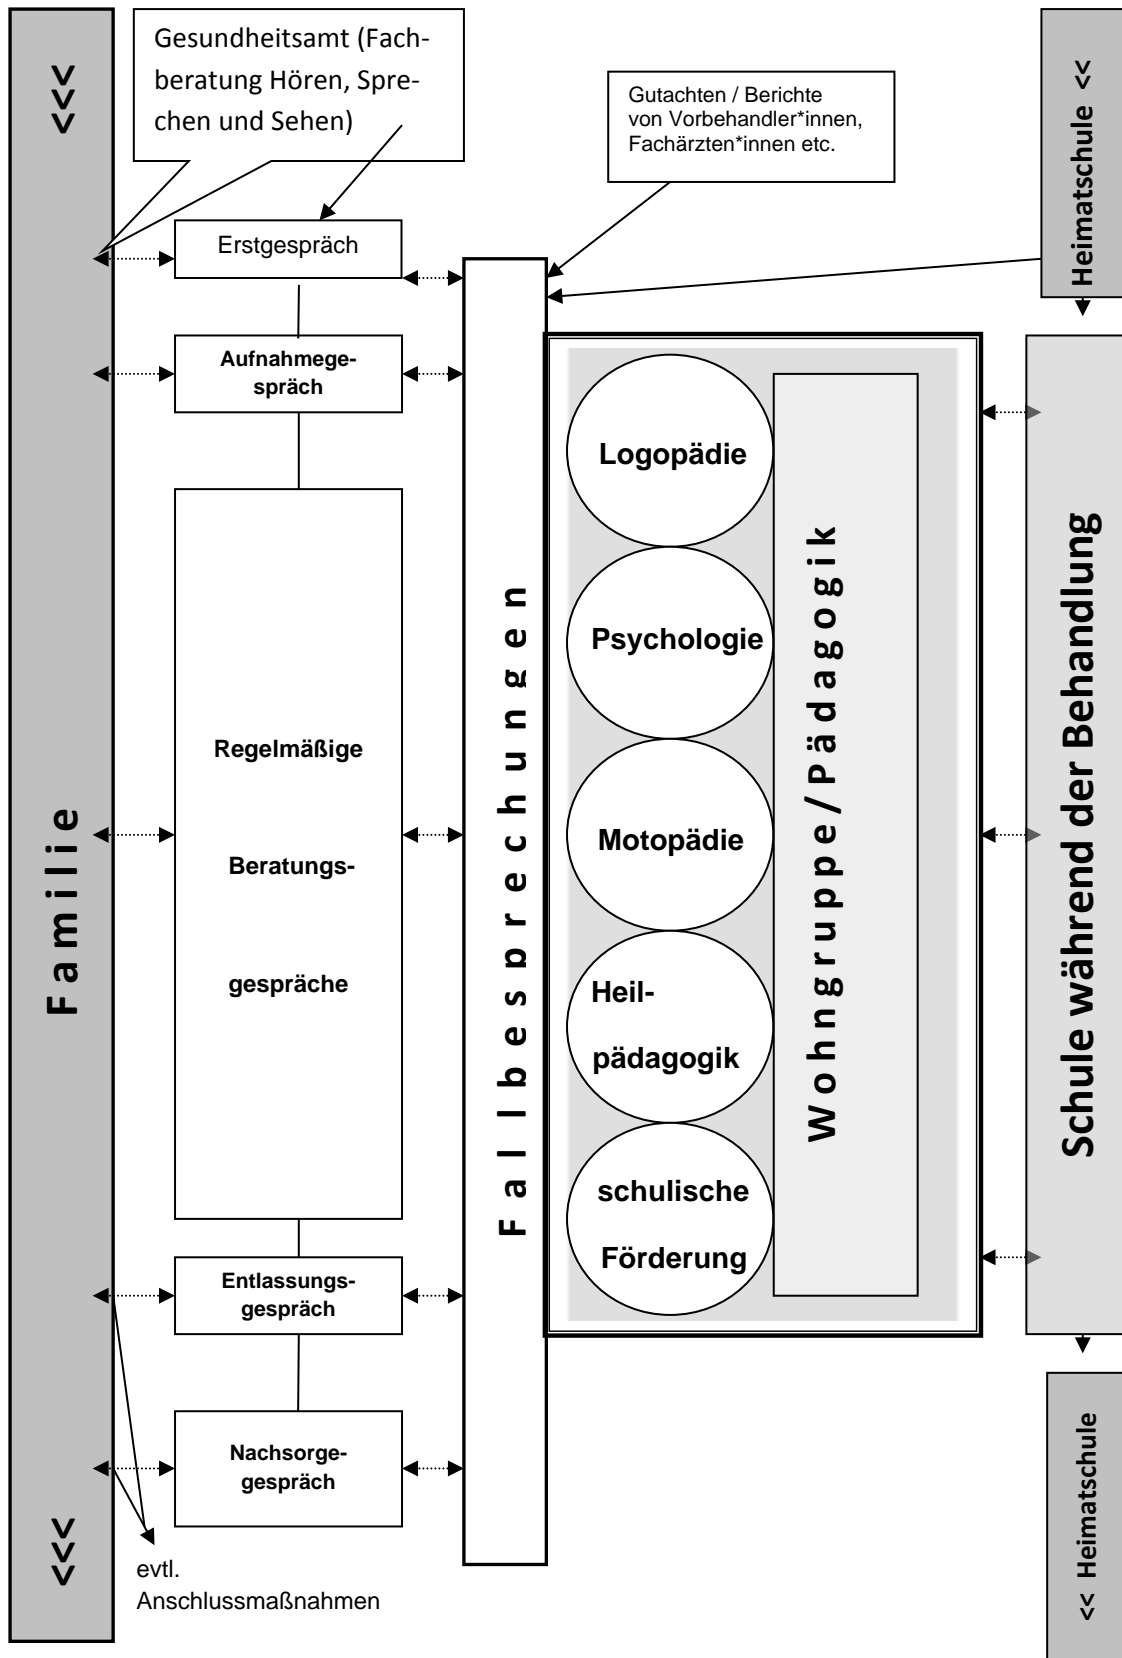 Gesundheitsamt (Fach-
beratung Hören, Spre-
chen und Sehen)
Gutachten / Berichte
von Vorbehandler*innen,
Fachärzten*innen etc.
Heimatschule <<
<<<
Familie
<<<
Erstgespräch
Aufnahmege-
spräch
Regelmäßige
Beratungs-
gespräche
Entlassungs-
gespräch
Nachsorge-
gespräch
evtl.
Anschlussmaßnahmen
Fallbesprechungen
Logopädie
Psychologie
Motopädie
Heil-
pädagogik
schulische
Förderung
Wohngruppe/Pädagogik
Schule während der Behandlung
<< Heimatschule